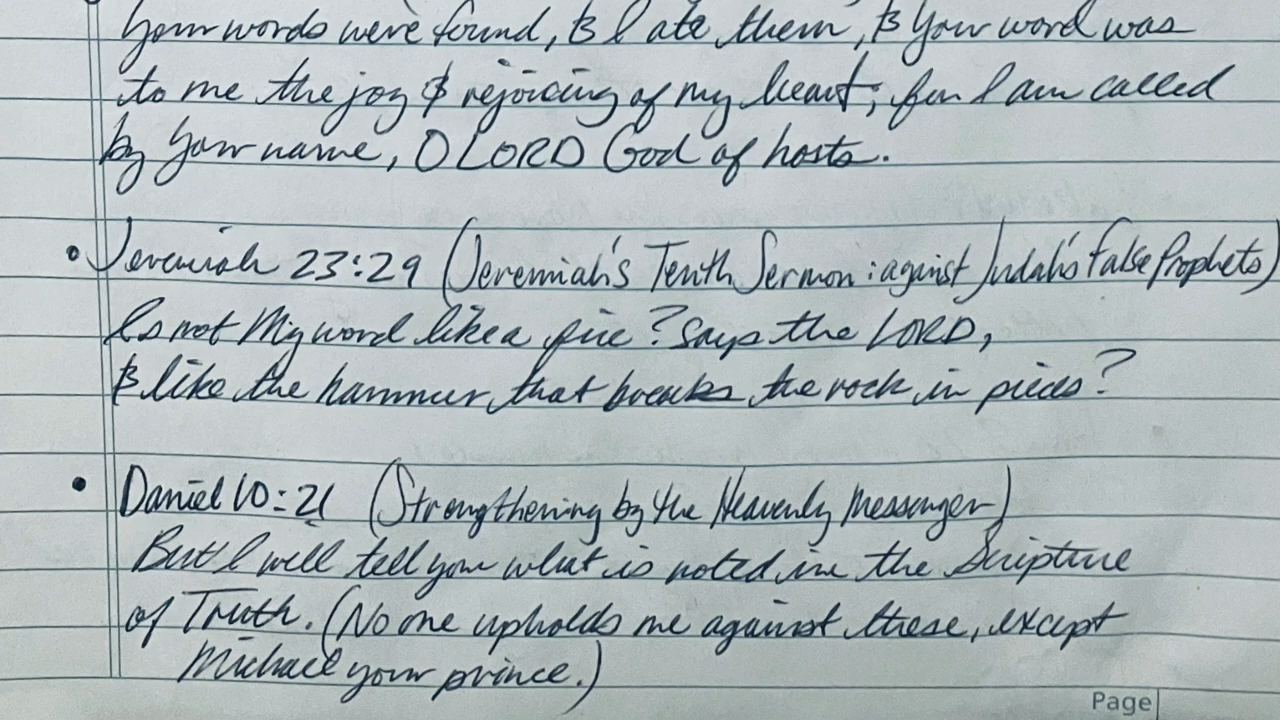 Your words were found, & I ate them, & Your word was
to me the joy & rejoicing of my heart; for I am called
by Your name, O LORD God of hosts.
• Jeremiah 23:29 (Jeremiah's Tenth Sermon : against Judah's False Prophets)
Is not My word like a fire? says the LORD,
& like the hammer that breaks the rock in pieces?
• Daniel 10:21 (Strengthening by the Heavenly Messenger)
But I will tell you what is noted in the Scripture
of Truth. (No one upholds me against these, except
Michael your prince.)
Page